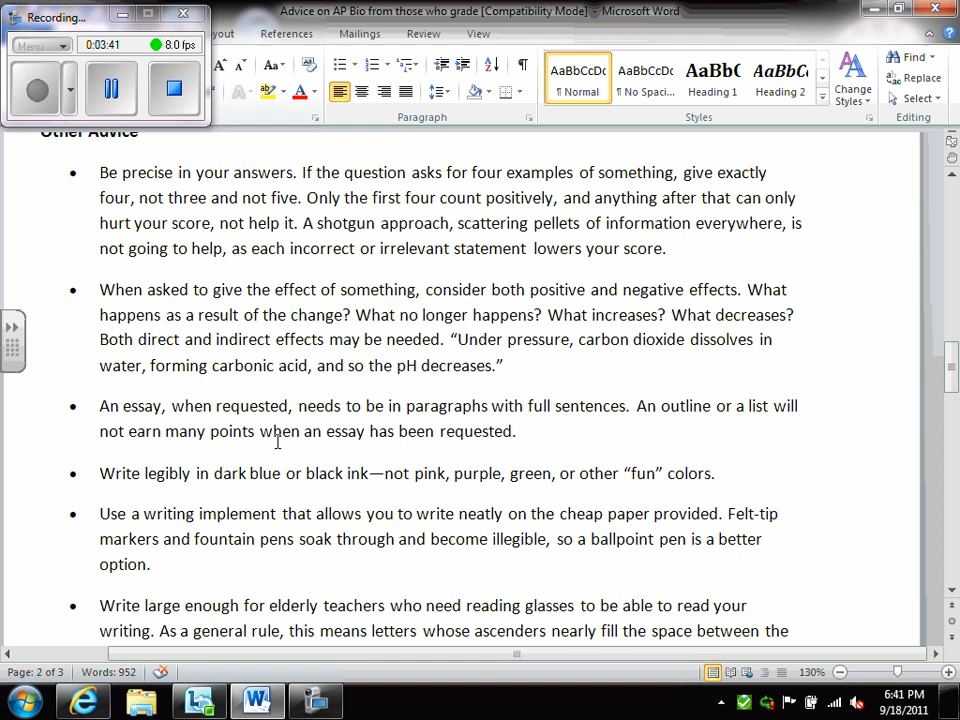 Advice on AP Bio from those who grade [Compatibility Mode] - Microsoft Word
Recording...
Menu
0:03:41
8.0 fps
yout References Mailings Review View
Aa
AaBbCcDc AaBbCcDc AaBbC AaBbCc
¶ Normal ¶ No Spaci... Heading 1 Heading 2
Change
Styles
Find
Replace
Select
Paragraph Styles Editing
Other Advice
• Be precise in your answers. If the question asks for four examples of something, give exactly
four, not three and not five. Only the first four count positively, and anything after that can only
hurt your score, not help it. A shotgun approach, scattering pellets of information everywhere, is
not going to help, as each incorrect or irrelevant statement lowers your score.
• When asked to give the effect of something, consider both positive and negative effects. What
happens as a result of the change? What no longer happens? What increases? What decreases?
Both direct and indirect effects may be needed. “Under pressure, carbon dioxide dissolves in
water, forming carbonic acid, and so the pH decreases.”
• An essay, when requested, needs to be in paragraphs with full sentences. An outline or a list will
not earn many points when an essay has been requested.
• Write legibly in dark blue or black ink—not pink, purple, green, or other “fun” colors.
• Use a writing implement that allows you to write neatly on the cheap paper provided. Felt-tip
markers and fountain pens soak through and become illegible, so a ballpoint pen is a better
option.
• Write large enough for elderly teachers who need reading glasses to be able to read your
writing. As a general rule, this means letters whose ascenders nearly fill the space between the
Page: 2 of 3 Words: 952 130%
6:41 PM
9/18/2011